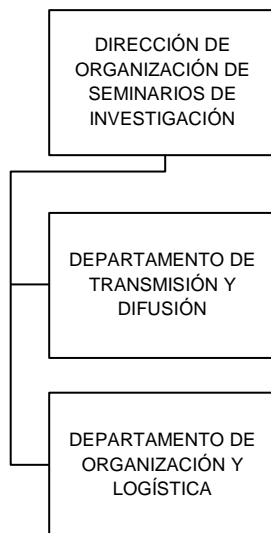 DIRECCIÓN DE
ORGANIZACIÓN DE
SEMINARIOS DE
INVESTIGACIÓN
DEPARTAMENTO DE
TRANSMISIÓN Y
DIFUSIÓN
DEPARTAMENTO DE
ORGANIZACIÓN Y
LOGÍSTICA